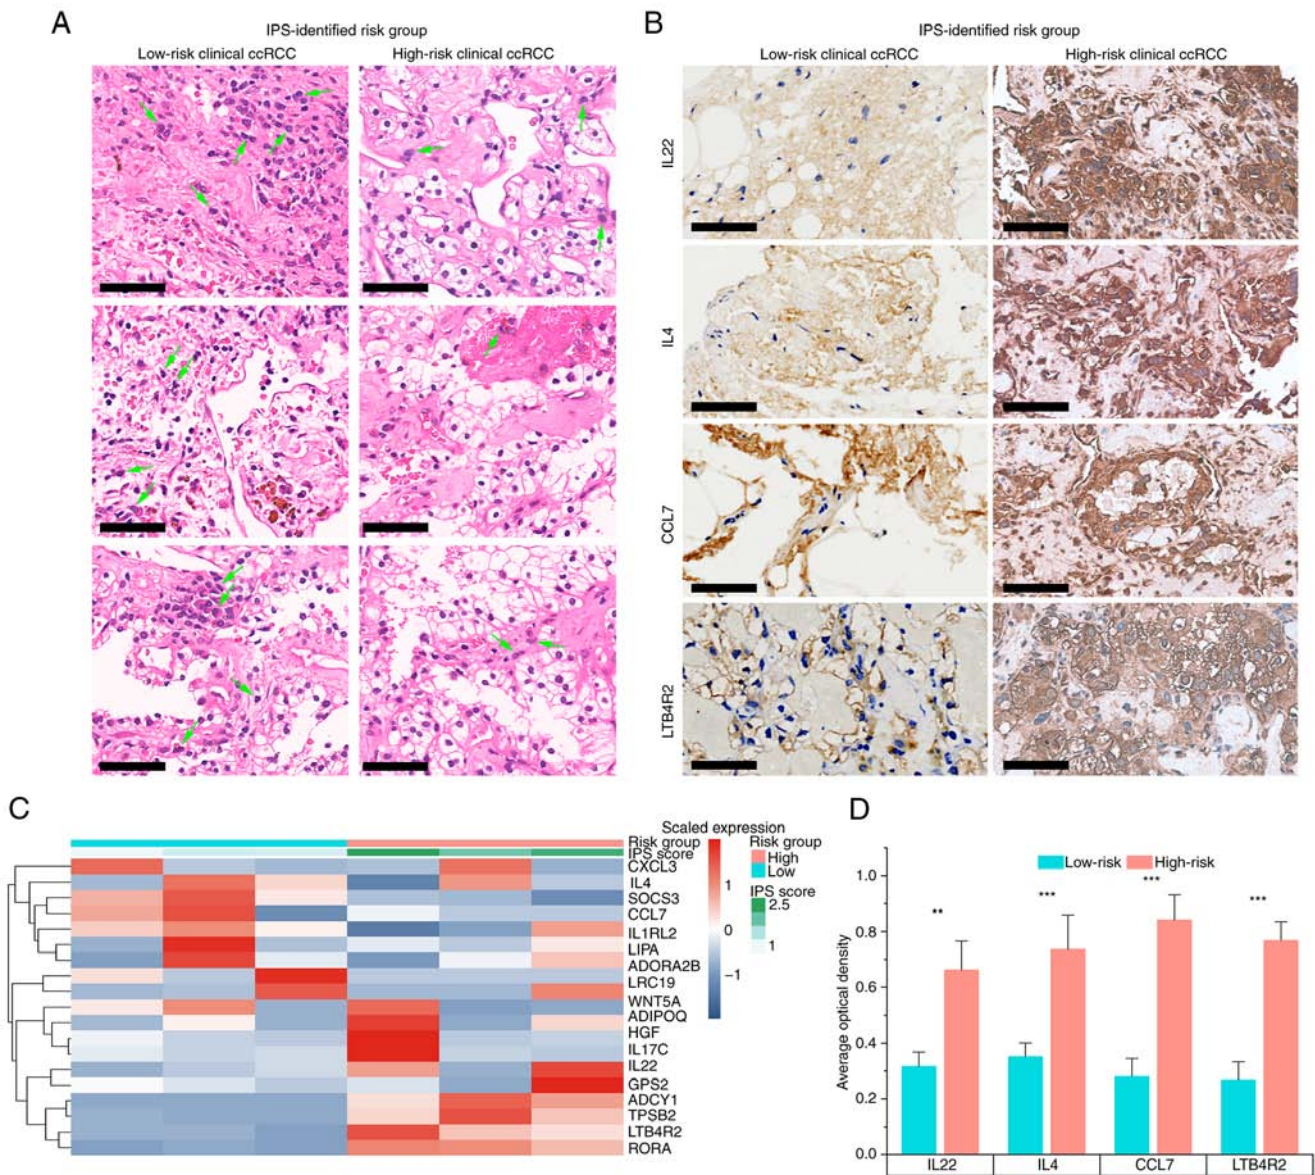 A
IPS-identified risk group
Low-risk clinical ccRCC
High-risk clinical ccRCC
B
IPS-identified risk group
Low-risk clinical ccRCC
High-risk clinical ccRCC
IL22
IL4
CCL7
LTB4R2
C
Risk group
IPS score
CXCL3
IL4
SOCS3
CCL7
IL1RL2
LIPA
ADORA2B
LRC19
WNT5A
ADIPOQ
HGF
IL17C
IL22
GPS2
ADCY1
TPSB2
LTB4R2
RORA
Scaled expression
1
0
−1
Risk group
High
Low
IPS score
2.5
1
D
Low-risk
High-risk
Average optical density
1.0
0.8
0.6
0.4
0.2
0.0
**
***
***
***
IL22
IL4
CCL7
LTB4R2